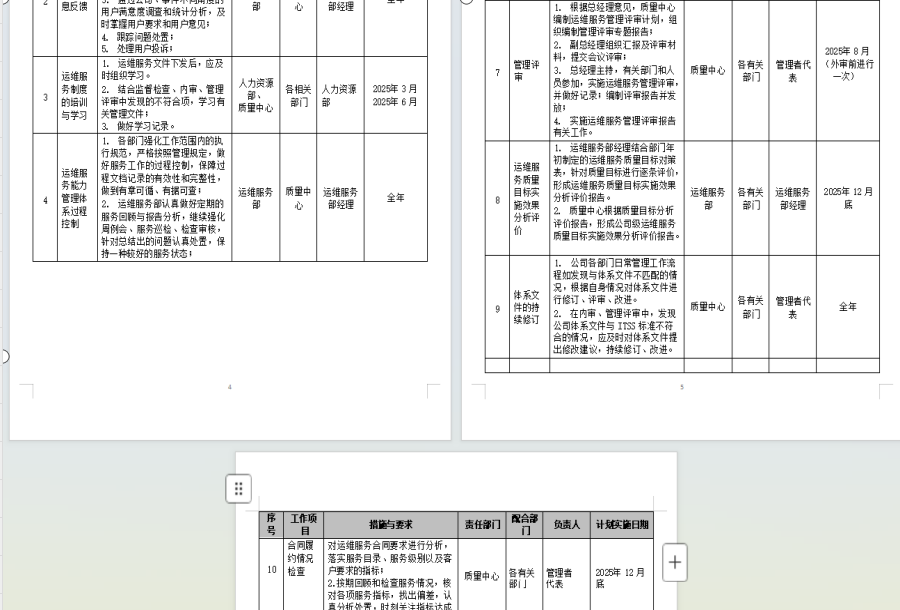 2
息反馈
用户满意度调查和统计分析，及
时掌握用户要求和用户意见；
4. 跟踪问题处置；
5. 处理用户投诉；
部
心
部经理
3
运维服
务制度
的培训
与学习
1. 运维服务文件下发后，应及
时组织学习。
2. 结合监督检查、内审、管理
评审中发现的不符合项，学习有
关管理文件；
3. 做好学习记录。
人力资源
部、
质量中心
各相关
部门
人力资源
部
2025年 3 月
2025年 6 月
4
运维服
务能力
管理体
系过程
控制
1. 各部门强化工作范围内的执
行规范，严格按照管理规定，做
好服务工作的过程控制，保障过
程文档记录的有效性和完整性，
做到有章可循、有据可查；
2. 运维服务部认真做好定期的
服务回顾与报告分析，继续强化
周例会、服务巡检、检查审核，
针对总结出的问题认真处置，保
持一种较好的服务状态；
运维服务
部
质量中
心
运维服务
部经理
全年
4
7
管理评
审
1. 根据总经理意见，质量中心
编制运维服务管理评审计划，组
织编制管理评审专题报告；
2. 副总经理组织汇报及评审材
料，提交会议评审；
3. 总经理主持，有关部门和人
员参加，实施运维服务管理评审，
并做好记录；编制评审报告并发
放；
4. 实施运维服务管理评审报告
有关工作。
质量中心
各有关
部门
管理者代
表
2025年 8 月
（外审前进行
一次）
8
运维服
务质量
目标实
施效果
分析评
价
1. 运维服务部经理结合部门年
初制定的运维服务质量目标对策
表，针对质量目标进行逐条评价，
形成运维服务质量目标实施效果
分析评价报告。
2. 质量中心根据质量目标分析
评价报告，形成公司级运维服务
质量目标实施效果分析评价报告。
运维服务
部
各有关
部门
运维服务
部经理
2025年 12 月
底
9
体系文
件的持
续修订
1. 公司各部门日常管理工作流
程如发现与体系文件不匹配的情
况，根据自身情况对体系文件进
行修订、评审、改进。
2. 在内审、管理评审中，发现
公司体系文件与 ITSS 标准不符
合的情况，应及时对体系文件提
出修改建议，持续修订、改进。
质量中心
各有关
部门
管理者代
表
全年
5
序
号
工作项
目
措施与要求
责任部门
配合部
门
负责人
计划实施日期
10
合同履
约情况
检查
对运维服务合同要求进行分析，
落实服务目录、服务级别以及客
户要求的指标；
2.按期回顾和检查服务情况，核
对各项服务指标，找出偏差，认
真分析处置，时刻关注指标达成
质量中心
各有关
部门
管理者
代表
2025年 12 月
底